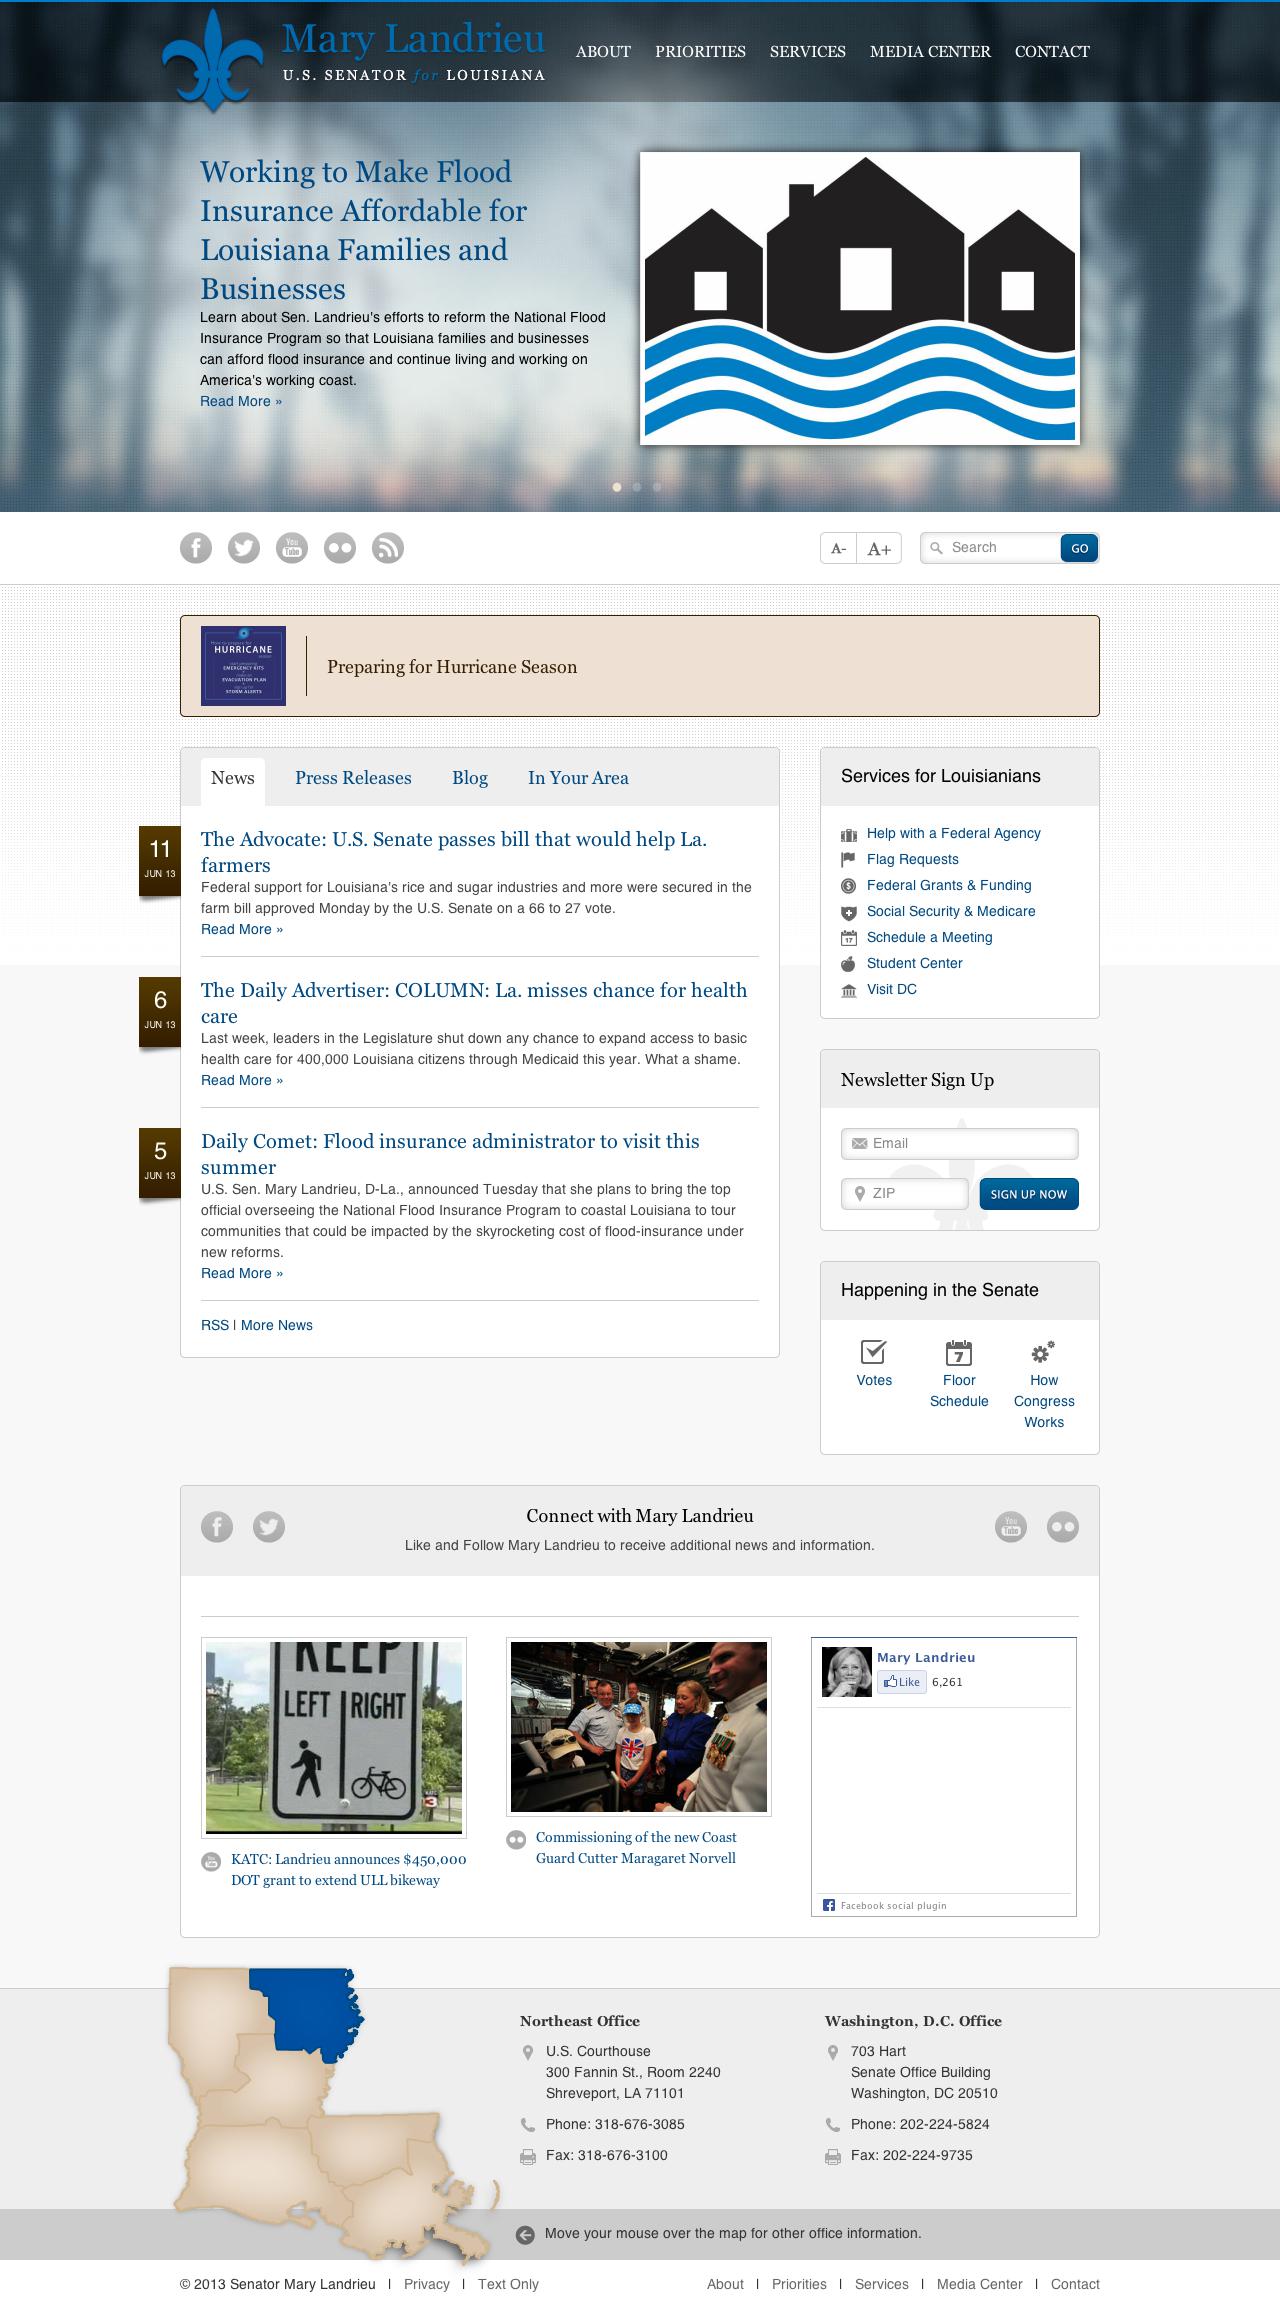 Mary Landrieu
U.S. SENATOR for LOUISIANA
ABOUT PRIORITIES SERVICES MEDIA CENTER CONTACT
Working to Make Flood
Insurance Affordable for
Louisiana Families and
Businesses
Learn about Sen. Landrieu's efforts to reform the National Flood
Insurance Program so that Louisiana families and businesses
can afford flood insurance and continue living and working on
America's working coast.
Read More »
You
Tube
A- A+
Search GO
HURRICANE
EMERGENCY KITS
EVACUATION PLAN
STORM ALERTS
Preparing for Hurricane Season
News Press Releases Blog In Your Area
11
JUN 13
The Advocate: U.S. Senate passes bill that would help La.
farmers
Federal support for Louisiana's rice and sugar industries and more were secured in the
farm bill approved Monday by the U.S. Senate on a 66 to 27 vote.
Read More »
6
JUN 13
The Daily Advertiser: COLUMN: La. misses chance for health
care
Last week, leaders in the Legislature shut down any chance to expand access to basic
health care for 400,000 Louisiana citizens through Medicaid this year. What a shame.
Read More »
5
JUN 13
Daily Comet: Flood insurance administrator to visit this
summer
U.S. Sen. Mary Landrieu, D-La., announced Tuesday that she plans to bring the top
official overseeing the National Flood Insurance Program to coastal Louisiana to tour
communities that could be impacted by the skyrocketing cost of flood-insurance under
new reforms.
Read More »
RSS | More News
Services for Louisianians
Help with a Federal Agency
Flag Requests
Federal Grants & Funding
Social Security & Medicare
17 Schedule a Meeting
Student Center
Visit DC
Newsletter Sign Up
Email
ZIP SIGN UP NOW
Happening in the Senate
7
Votes
Floor
Schedule
How
Congress
Works
Connect with Mary Landrieu
Like and Follow Mary Landrieu to receive additional news and information.
You
Tube
KEEP
LEFT RIGHT
KATC
3
KATC: Landrieu announces $450,000
DOT grant to extend ULL bikeway
Commissioning of the new Coast
Guard Cutter Maragaret Norvell
Mary Landrieu
Like 6,261
Facebook social plugin
Northeast Office
U.S. Courthouse
300 Fannin St., Room 2240
Shreveport, LA 71101
Phone: 318-676-3085
Fax: 318-676-3100
Washington, D.C. Office
703 Hart
Senate Office Building
Washington, DC 20510
Phone: 202-224-5824
Fax: 202-224-9735
Move your mouse over the map for other office information.
© 2013 Senator Mary Landrieu | Privacy | Text Only
About | Priorities | Services | Media Center | Contact